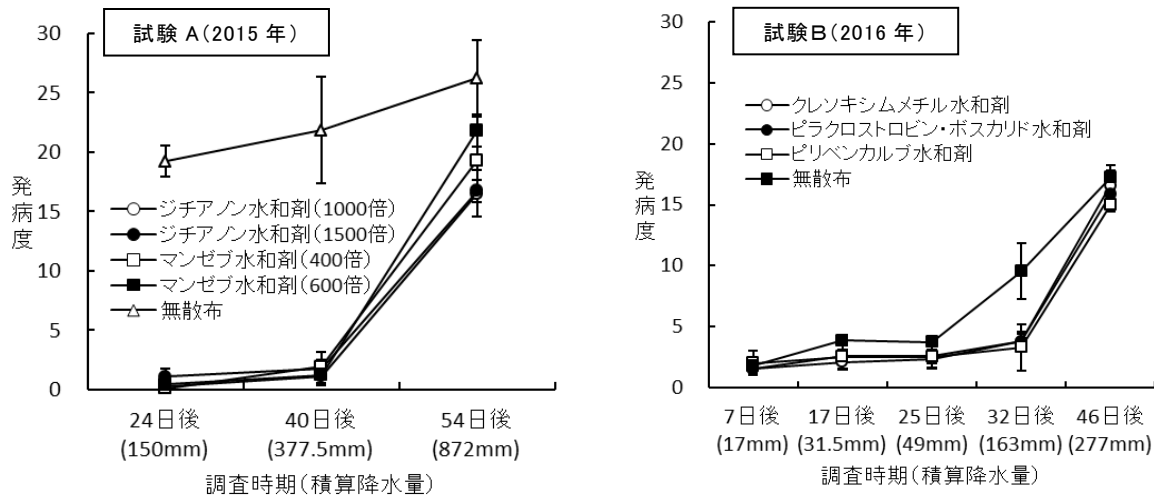 試験A(2015年)
30
25
20
15
10
5
0
発病度
ジチアノン水和剤(1000倍)
ジチアノン水和剤(1500倍)
マンゼブ水和剤(400倍)
マンゼブ水和剤(600倍)
無散布
24日後 40日後 54日後
(150mm) (377.5mm) (872mm)
調査時期(積算降水量)
試験B(2016年)
30
25
20
15
10
5
0
発病度
クレソキシムメチル水和剤
ピラクロストロビン・ボスカリド水和剤
ピリベンカルブ水和剤
無散布
7日後 17日後 25日後 32日後 46日後
(17mm) (31.5mm) (49mm) (163mm) (277mm)
調査時期(積算降水量)